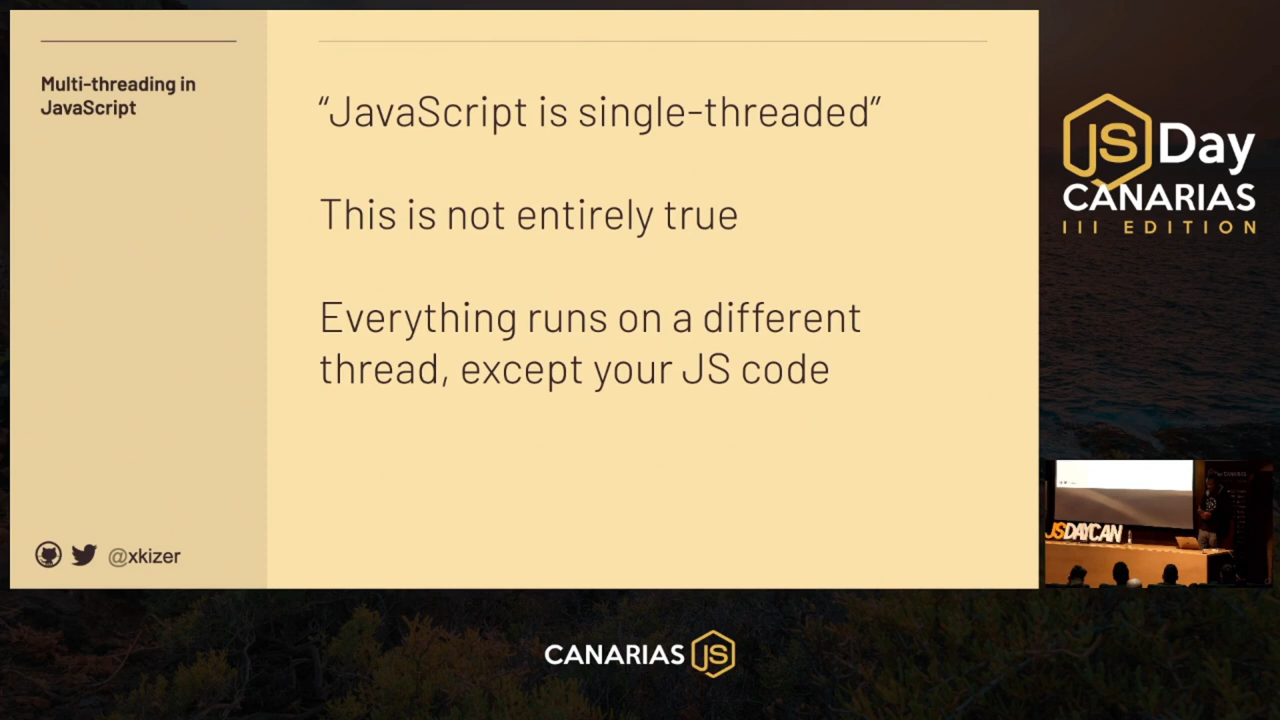 Multi-threading in
JavaScript
“JavaScript is single-threaded”
This is not entirely true
Everything runs on a different
thread, except your JS code
@xkizer
JS Day
CANARIAS
III EDITION
JSDAYCAN
CANARIAS JS